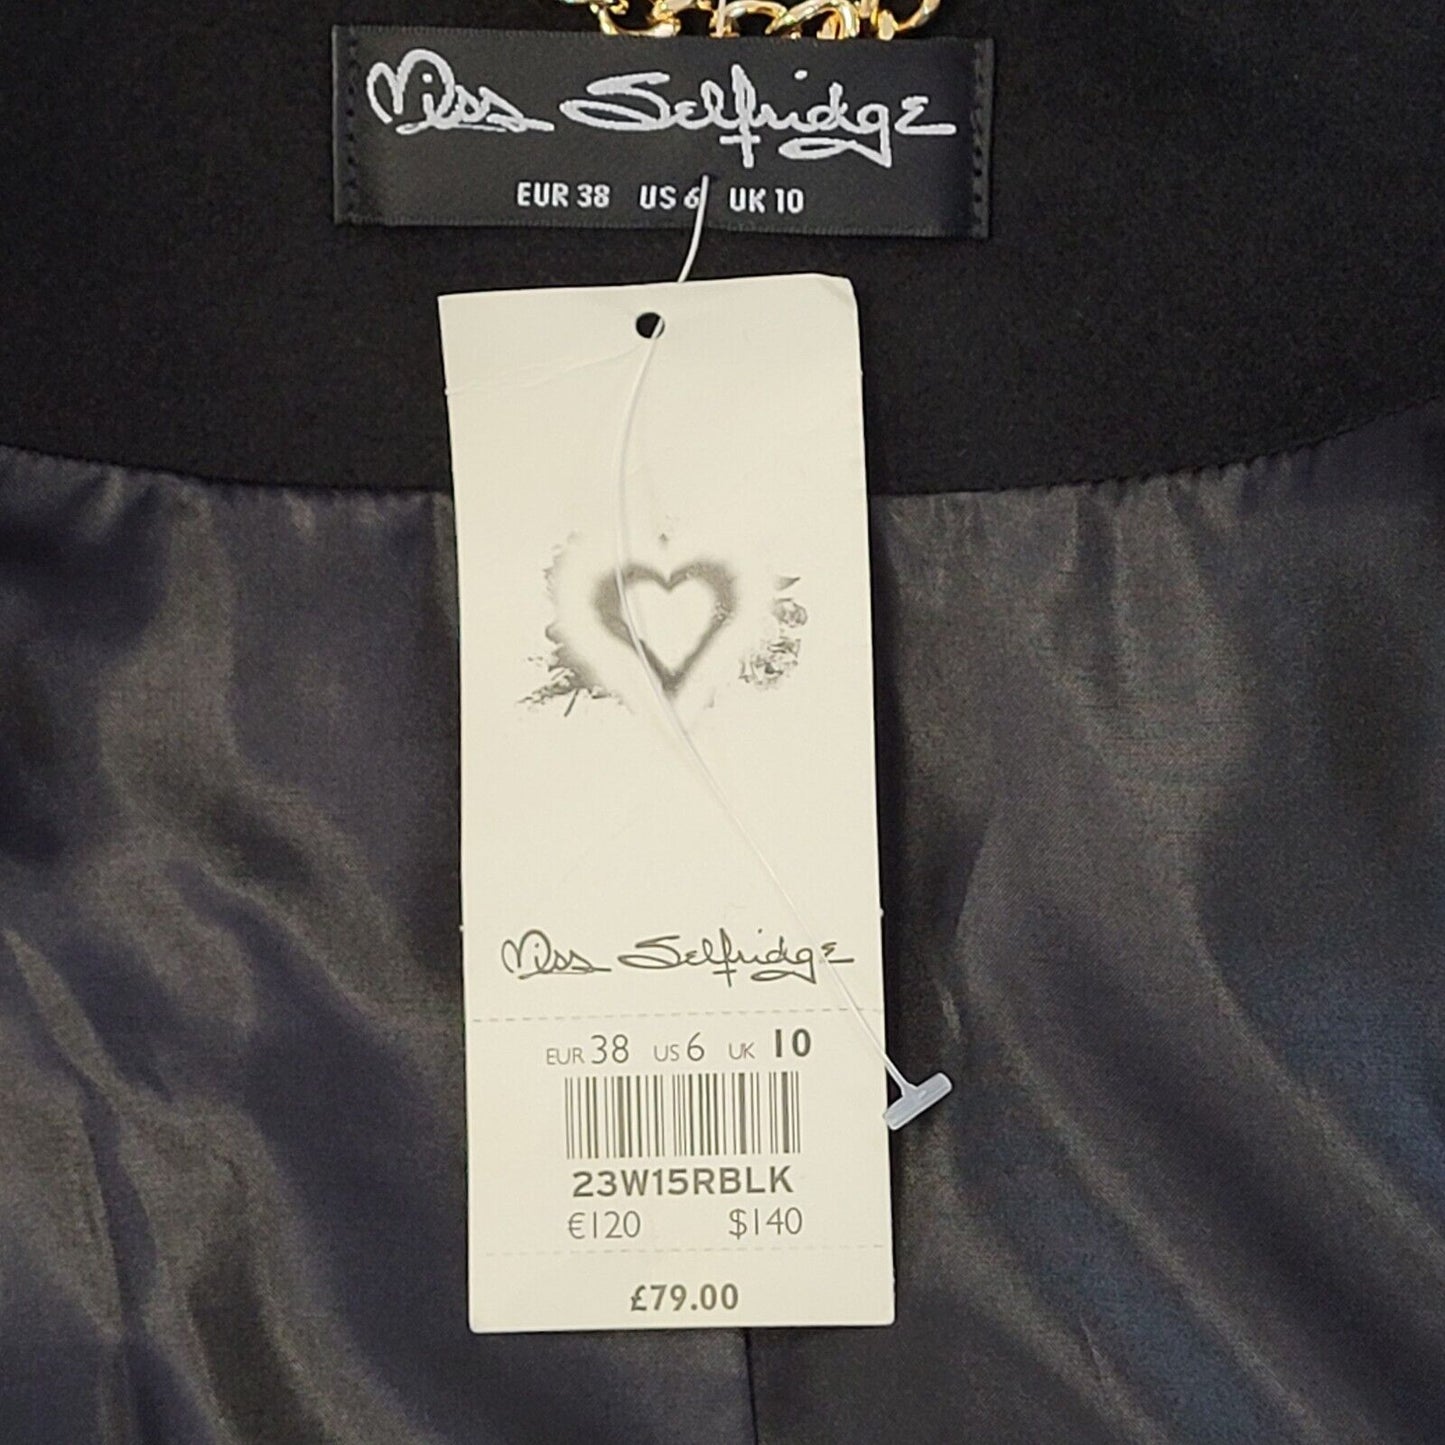 Miss Selfridge
EUR 38 US 6 UK 10
Miss Selfridge
EUR 38 US 6 UK 10
23W15RBLK
€120 $140
£79.00